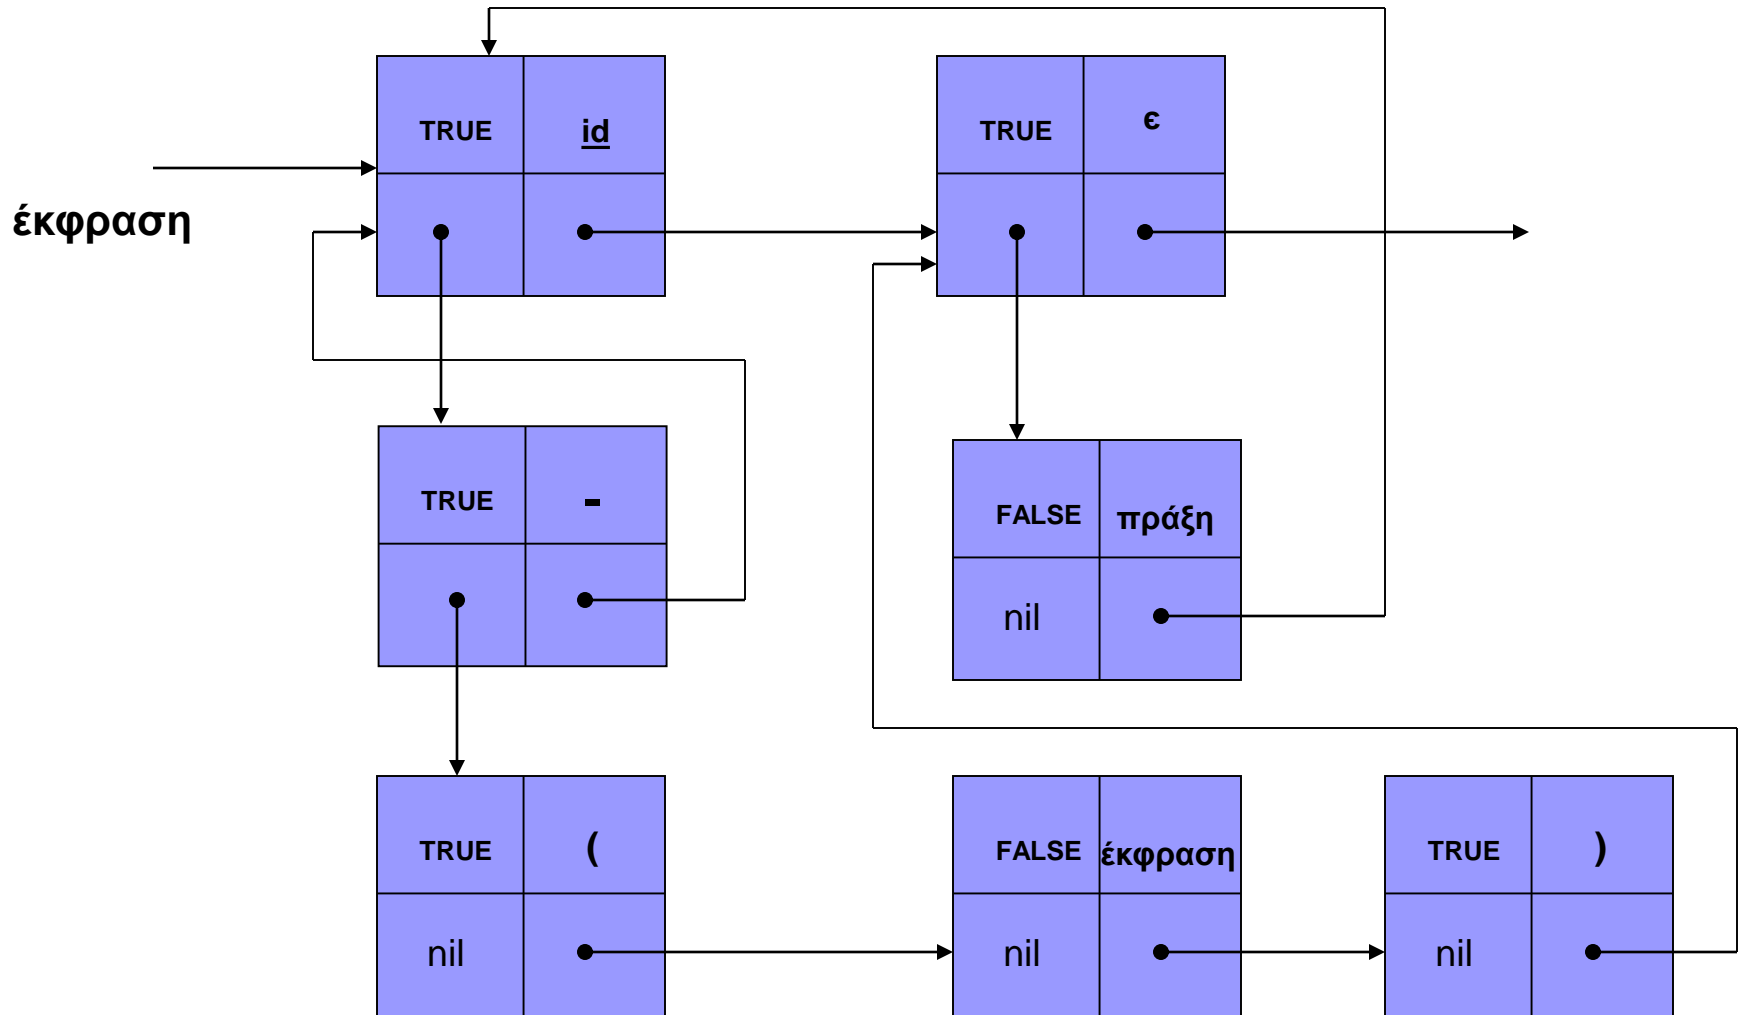 TRUE id
TRUE ε
έκφραση
TRUE -
FALSE πράξη
nil
TRUE (
FALSE έκφραση
TRUE )
nil
nil
nil